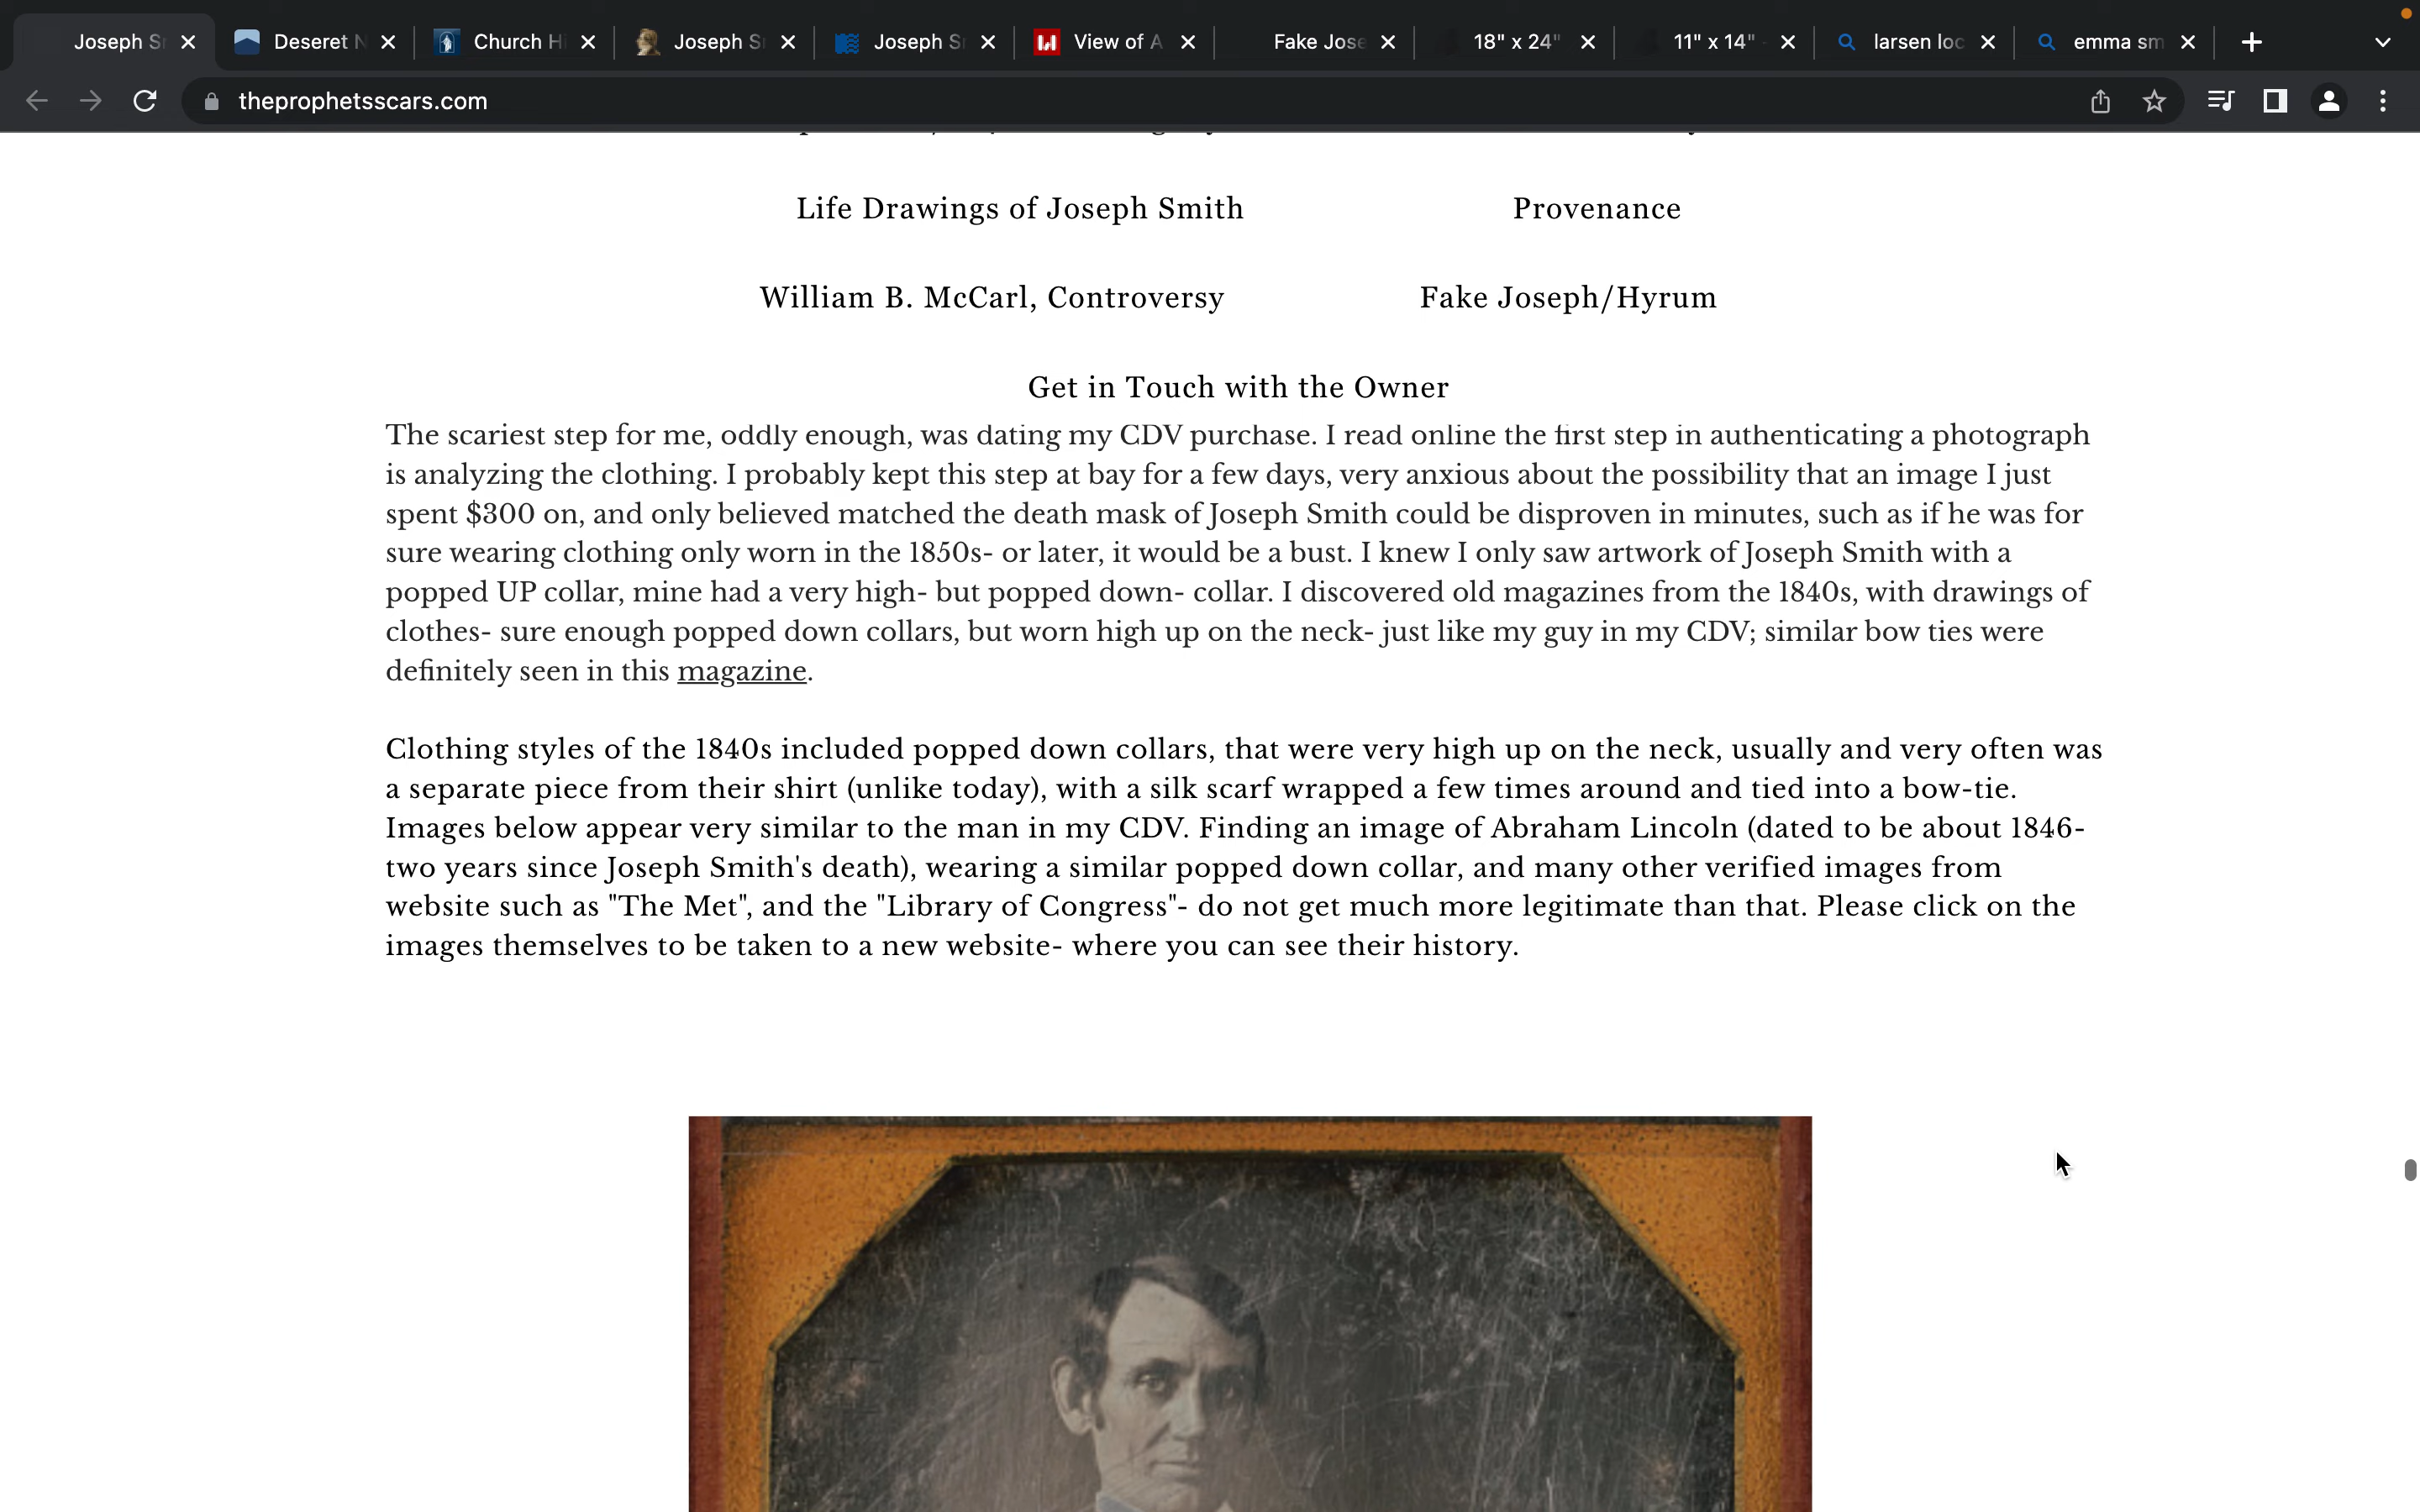 Joseph S
Deseret N
Church Hi
Joseph S
Joseph S
View of A
Fake Jose
18" x 24"
11" x 14"
larsen loc
emma sm
theprophetsscars.com
Life Drawings of Joseph Smith
Provenance
William B. McCarl, Controversy
Fake Joseph/Hyrum
Get in Touch with the Owner
The scariest step for me, oddly enough, was dating my CDV purchase. I read online the first step in authenticating a photograph
is analyzing the clothing. I probably kept this step at bay for a few days, very anxious about the possibility that an image I just
spent $300 on, and only believed matched the death mask of Joseph Smith could be disproven in minutes, such as if he was for
sure wearing clothing only worn in the 1850s- or later, it would be a bust. I knew I only saw artwork of Joseph Smith with a
popped UP collar, mine had a very high- but popped down- collar. I discovered old magazines from the 1840s, with drawings of
clothes- sure enough popped down collars, but worn high up on the neck- just like my guy in my CDV; similar bow ties were
definitely seen in this magazine.
Clothing styles of the 1840s included popped down collars, that were very high up on the neck, usually and very often was
a separate piece from their shirt (unlike today), with a silk scarf wrapped a few times around and tied into a bow-tie.
Images below appear very similar to the man in my CDV. Finding an image of Abraham Lincoln (dated to be about 1846-
two years since Joseph Smith's death), wearing a similar popped down collar, and many other verified images from
website such as "The Met", and the "Library of Congress"- do not get much more legitimate than that. Please click on the
images themselves to be taken to a new website- where you can see their history.